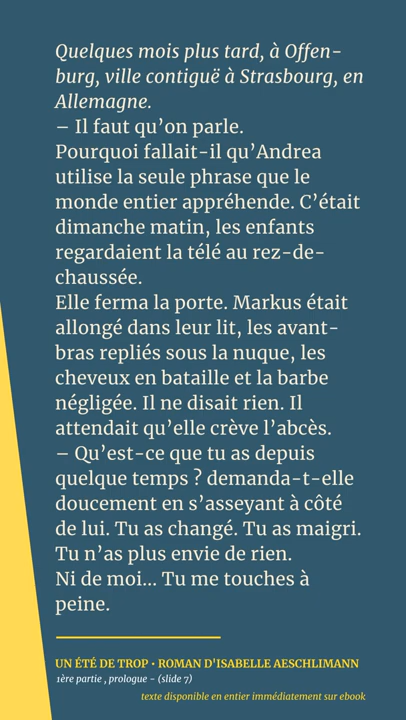 Quelques mois plus tard, à Offen-
burg, ville contiguë à Strasbourg, en
Allemagne.
– Il faut qu’on parle.
Pourquoi fallait-il qu’Andrea
utilise la seule phrase que le
monde entier appréhende. C’était
dimanche matin, les enfants
regardaient la télé au rez-de-
chaussée.
Elle ferma la porte. Markus était
allongé dans leur lit, les avant-
bras repliés sous la nuque, les
cheveux en bataille et la barbe
négligée. Il ne disait rien. Il
attendait qu’elle crève l’abcès.
– Qu’est-ce que tu as depuis
quelque temps ? demanda-t-elle
doucement en s’asseyant à côté
de lui. Tu as changé. Tu as maigri.
Tu n’as plus envie de rien.
Ni de moi... Tu me touches à
peine.
UN ÉTÉ DE TROP • ROMAN D'ISABELLE AESCHLIMANN
1ère partie , prologue - (slide 7)
texte disponible en entier immédiatement sur ebook